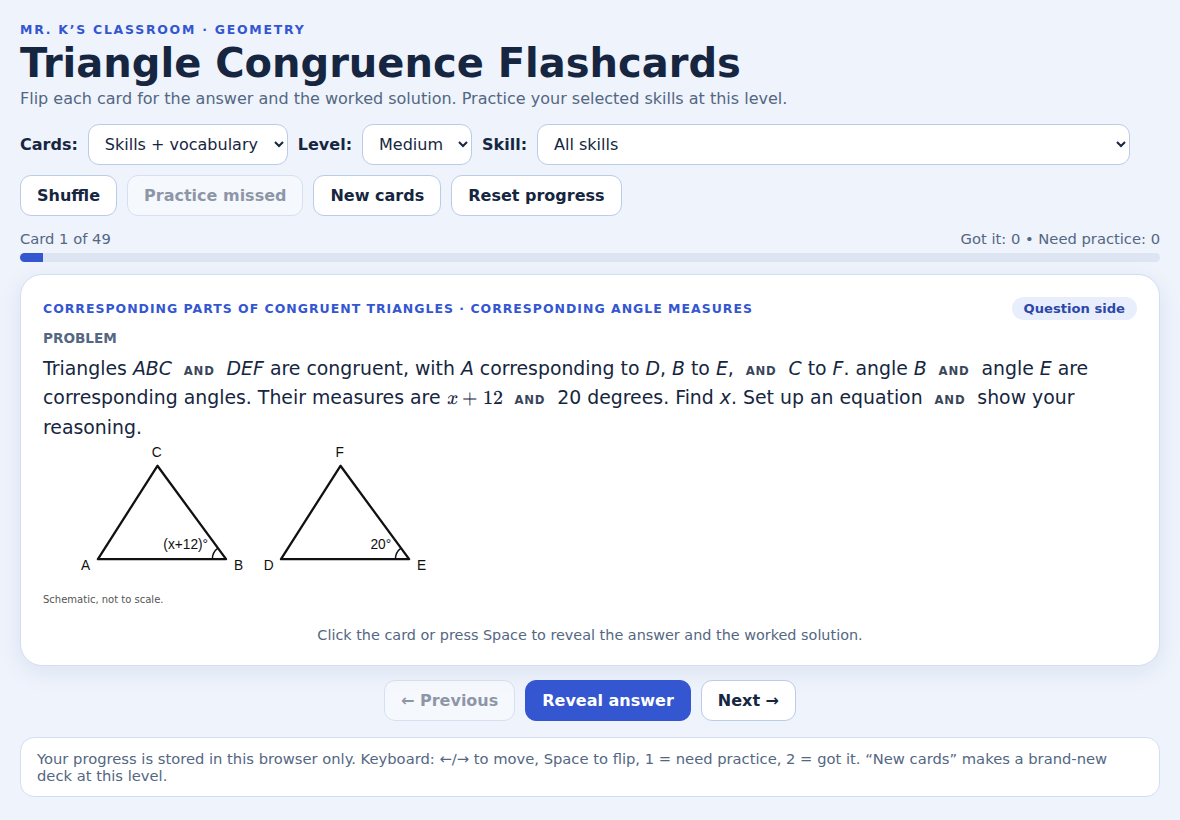 MR. K’S CLASSROOM · GEOMETRY
Triangle Congruence Flashcards
Flip each card for the answer and the worked solution. Practice your selected skills at this level.
Cards: Skills + vocabulary Level: Medium Skill: All skills
Shuffle Practice missed New cards Reset progress
Card 1 of 49 Got it: 0 • Need practice: 0
CORRESPONDING PARTS OF CONGRUENT TRIANGLES · CORRESPONDING ANGLE MEASURES Question side
PROBLEM
Triangles ABC AND DEF are congruent, with A corresponding to D, B to E, AND C to F. angle B AND angle E are
corresponding angles. Their measures are x + 12 AND 20 degrees. Find x. Set up an equation AND show your
reasoning.
C F
(x+12)° 20°
A B D E
Schematic, not to scale.
Click the card or press Space to reveal the answer and the worked solution.
← Previous Reveal answer Next →
Your progress is stored in this browser only. Keyboard: ←/→ to move, Space to flip, 1 = need practice, 2 = got it. “New cards” makes a brand-new
deck at this level.